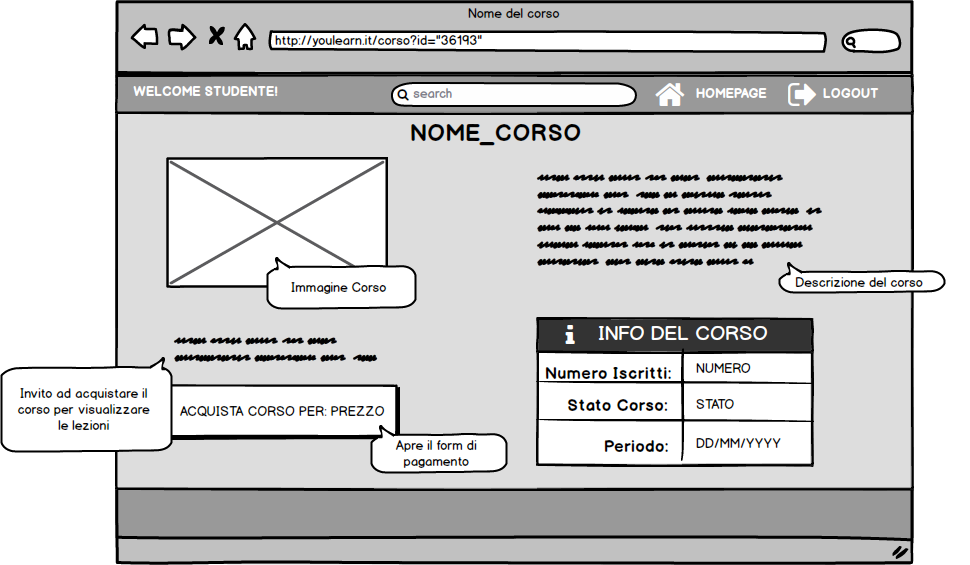 Nome del corso
http://youlearn.it/corso?id="36193"
WELCOME STUDENTE!
search
HOMEPAGE
LOGOUT
NOME_CORSO
Immagine Corso
Descrizione del corso
INFO DEL CORSO
Numero Iscritti: NUMERO
Stato Corso: STATO
Periodo: DD/MM/YYYY
Invito ad acquistare il
corso per visualizzare
le lezioni
ACQUISTA CORSO PER: PREZZO
Apre il form di
pagamento